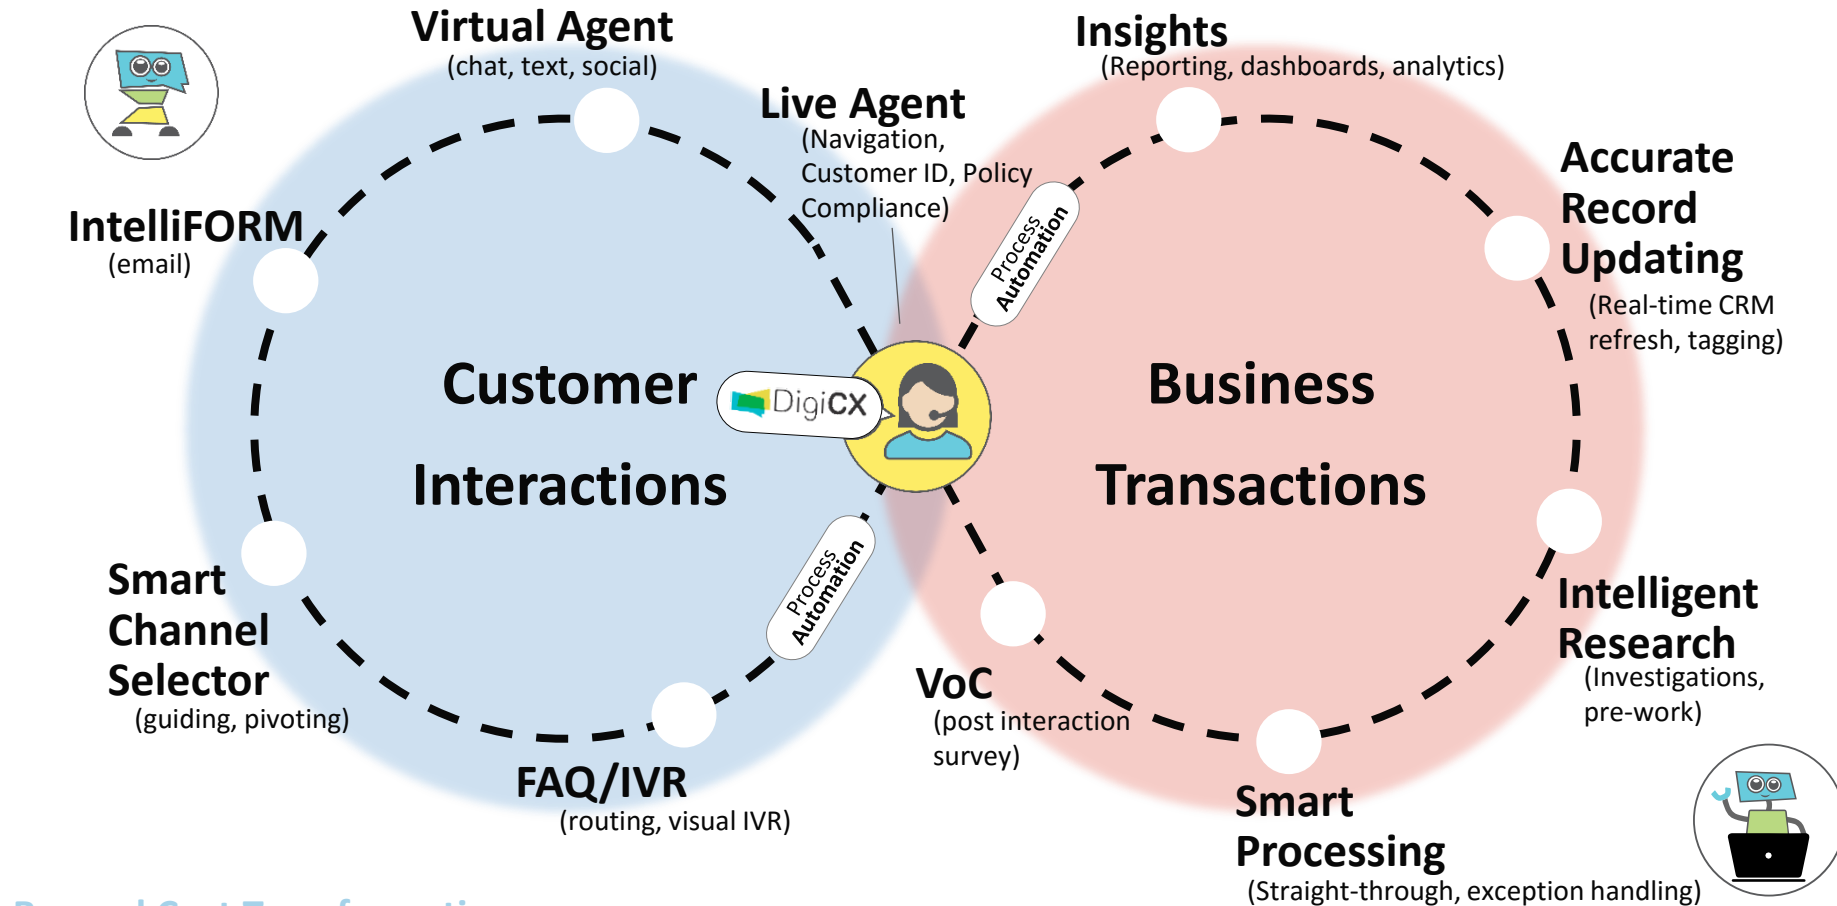 Virtual Agent
(chat, text, social)
Insights
(Reporting, dashboards, analytics)
Live Agent
(Navigation,
Customer ID, Policy
Compliance)
Accurate
Record
Updating
(Real-time CRM
refresh, tagging)
IntelliFORM
(email)
Process
Automation
Customer
Interactions
DigiCX
Business
Transactions
Process
Automation
Smart
Channel
Selector
(guiding, pivoting)
Intelligent
Research
(Investigations,
pre-work)
VoC
(post interaction
survey)
FAQ/IVR
(routing, visual IVR)
Smart
Processing
(Straight-through, exception handling)